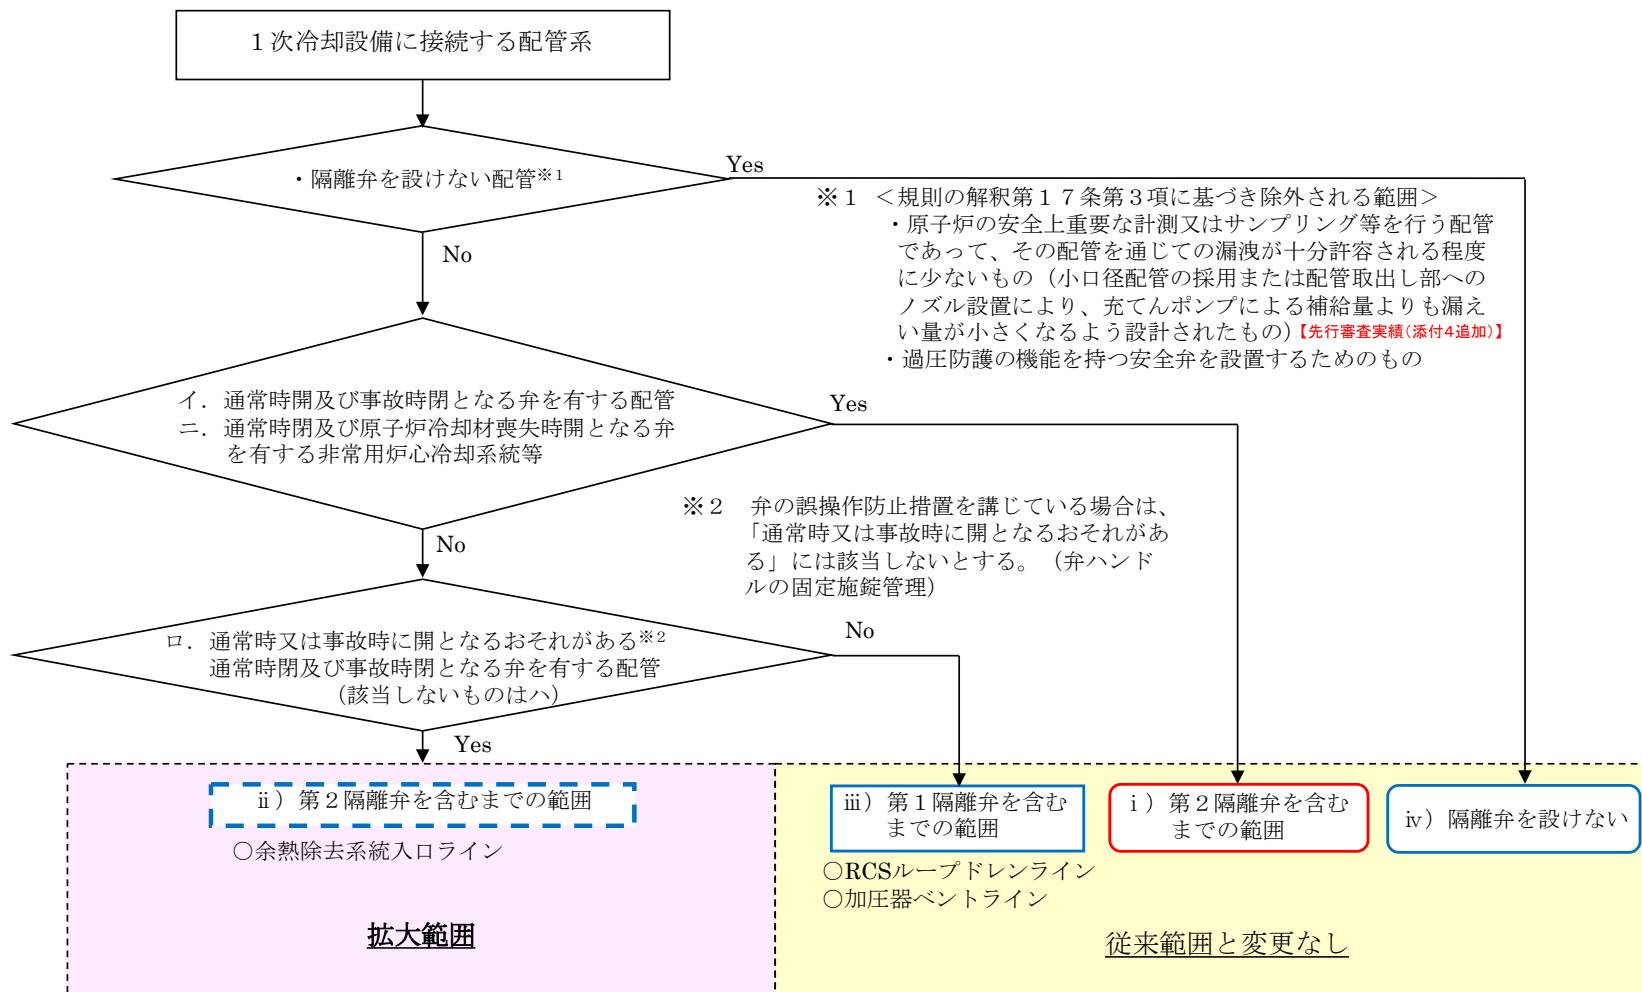 １次冷却設備に接続する配管系
・隔離弁を設けない配管※1
Yes
No
※１ ＜規則の解釈第１７条第３項に基づき除外される範囲＞
・原子炉の安全上重要な計測又はサンプリング等を行う配管
であって、その配管を通じての漏洩が十分許容される程度
に少ないもの（小口径配管の採用または配管取出し部への
ノズル設置により、充てんポンプによる補給量よりも漏え
い量が小さくなるよう設計されたもの）【先行審査実績(添付4追加)】
・過圧防護の機能を持つ安全弁を設置するためのもの
イ．通常時開及び事故時閉となる弁を有する配管
ニ．通常時閉及び原子炉冷却材喪失時開となる弁
を有する非常用炉心冷却系統等
Yes
No
※２ 弁の誤操作防止措置を講じている場合は、
「通常時又は事故時に開となるおそれがあ
る」には該当しないとする。（弁ハンド
ルの固定施錠管理）
ロ．通常時又は事故時に開となるおそれがある※2
通常時閉及び事故時閉となる弁を有する配管
（該当しないものはハ）
No
Yes
ⅱ）第２隔離弁を含むまでの範囲
○余熱除去系統入口ライン
拡大範囲
ⅲ）第１隔離弁を含む
までの範囲
○RCSループドレンライン
○加圧器ベントライン
ⅰ）第２隔離弁を含む
までの範囲
ⅳ）隔離弁を設けない
従来範囲と変更なし